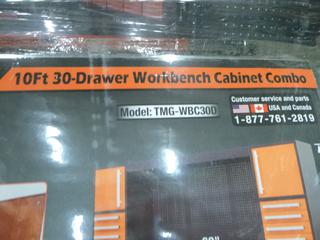 10Ft 30-Drawer Workbench Cabinet Combo
Model: TMG-WBC30D
Customer service and parts
USA and Canada
1-877-761-2819